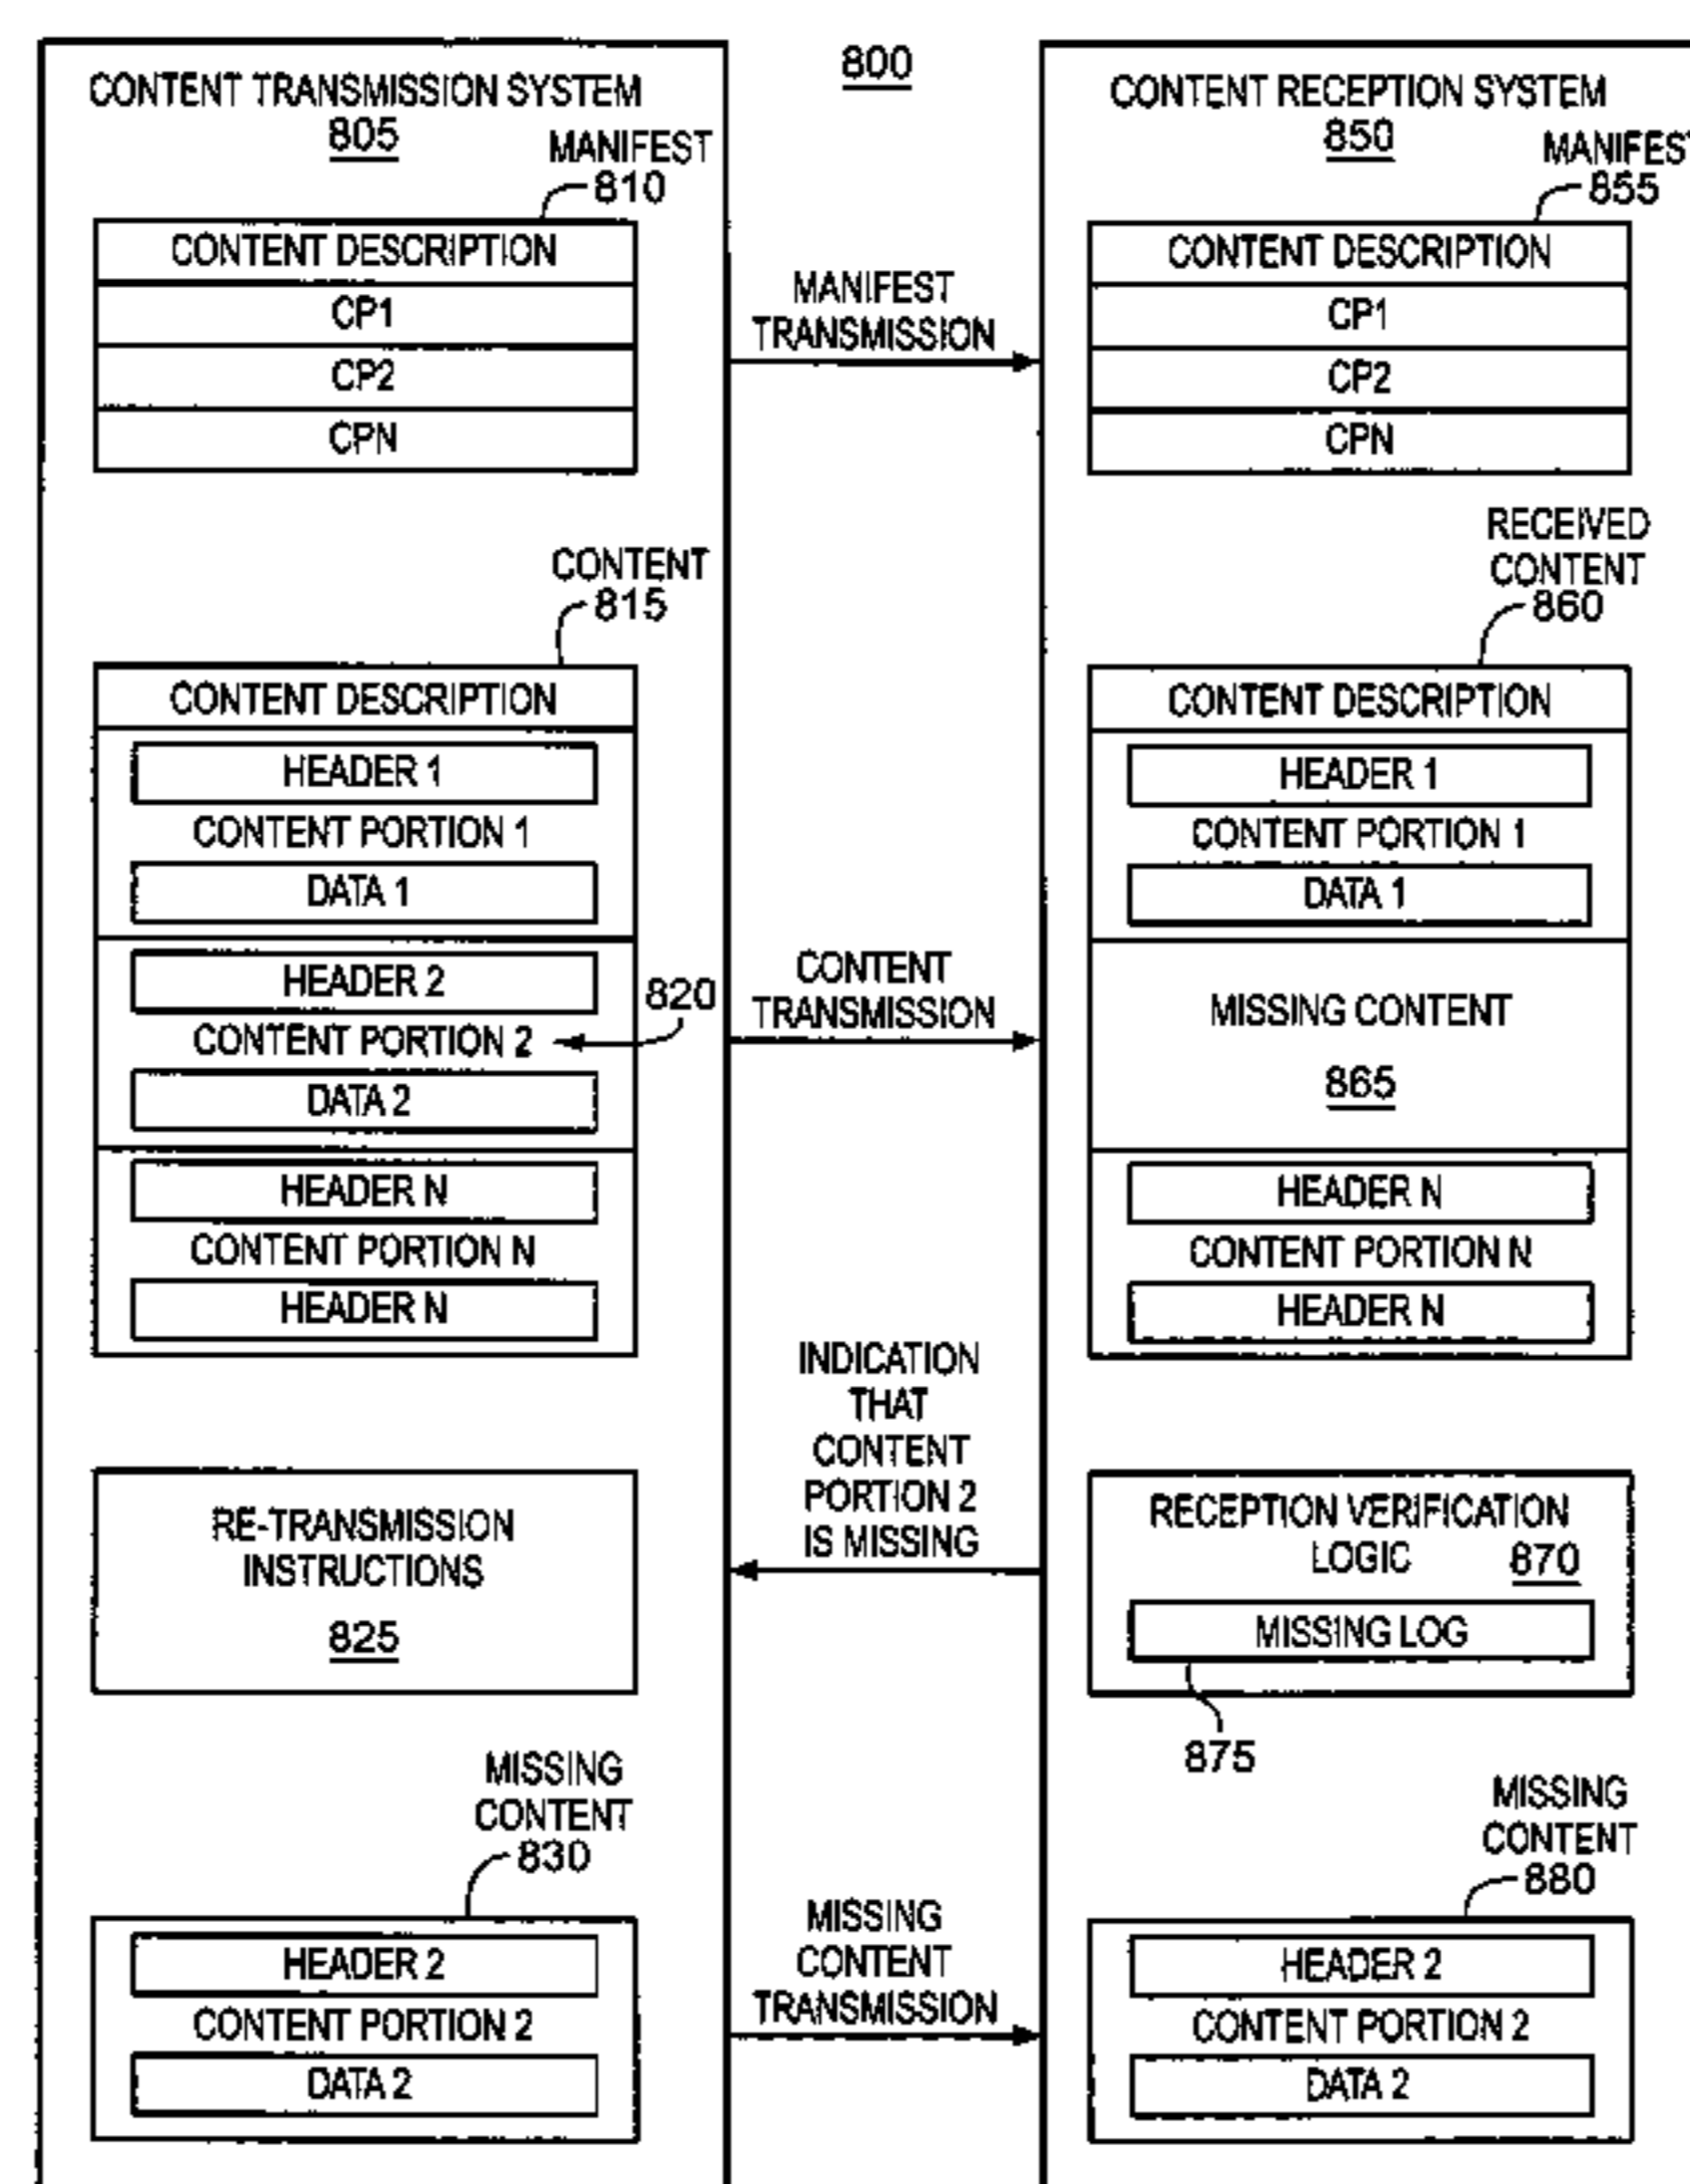 800
CONTENT TRANSMISSION SYSTEM
805
MANIFEST
810
CONTENT DESCRIPTION
CP1
CP2
CPN
CONTENT
815
CONTENT DESCRIPTION
HEADER 1
CONTENT PORTION 1
DATA 1
HEADER 2
CONTENT PORTION 2
820
DATA 2
HEADER N
CONTENT PORTION N
HEADER N
RE-TRANSMISSION
INSTRUCTIONS
825
MISSING
CONTENT
830
HEADER 2
CONTENT PORTION 2
DATA 2
MANIFEST
TRANSMISSION
CONTENT
TRANSMISSION
INDICATION
THAT
CONTENT
PORTION 2
IS MISSING
MISSING
CONTENT
TRANSMISSION
CONTENT RECEPTION SYSTEM
850
MANIFEST
855
CONTENT DESCRIPTION
CP1
CP2
CPN
RECEIVED
CONTENT
860
CONTENT DESCRIPTION
HEADER 1
CONTENT PORTION 1
DATA 1
MISSING CONTENT
865
HEADER N
CONTENT PORTION N
HEADER N
RECEPTION VERIFICATION
LOGIC 870
MISSING LOG
875
MISSING
CONTENT
880
HEADER 2
CONTENT PORTION 2
DATA 2